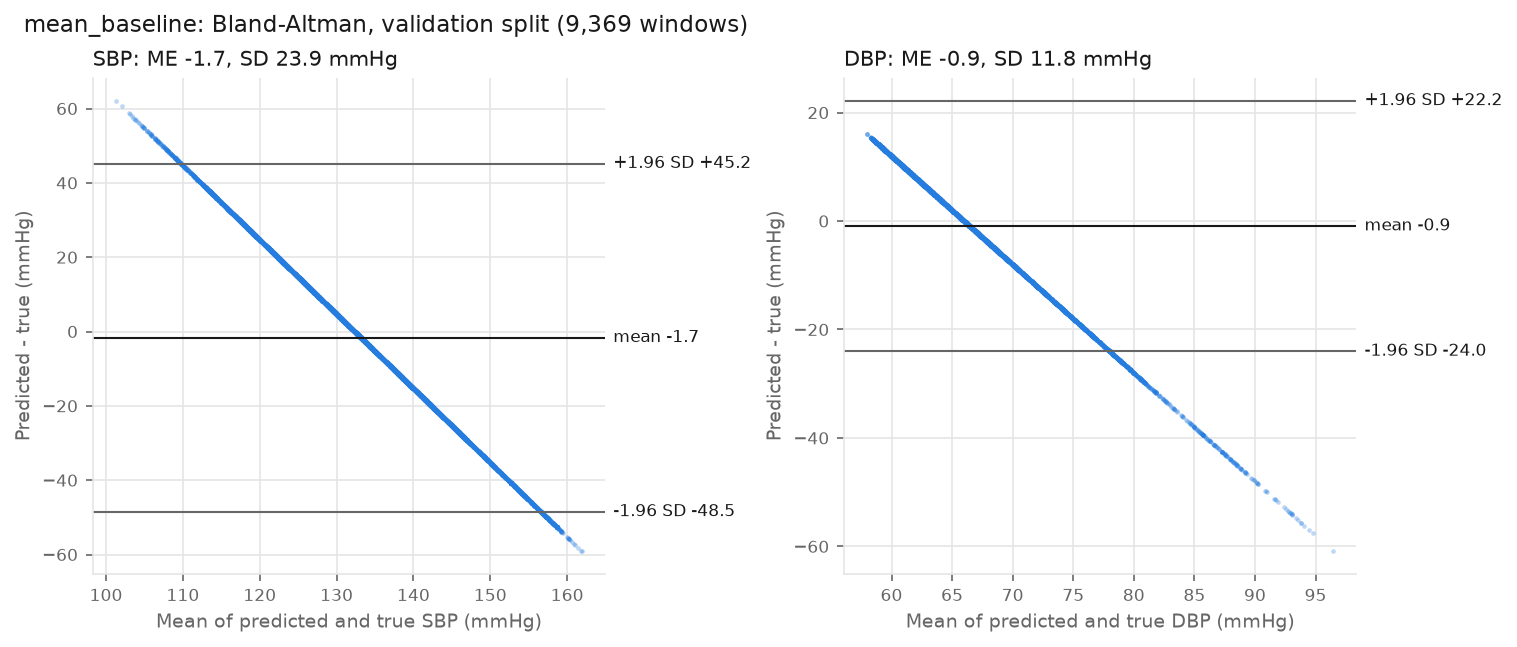 mean_baseline: Bland-Altman, validation split (9,369 windows)
SBP: ME -1.7, SD 23.9 mmHg
Predicted - true (mmHg)
60
40
20
0
−20
−40
−60
+1.96 SD +45.2
mean -1.7
-1.96 SD -48.5
100 110 120 130 140 150 160
Mean of predicted and true SBP (mmHg)
DBP: ME -0.9, SD 11.8 mmHg
Predicted - true (mmHg)
20
0
−20
−40
−60
+1.96 SD +22.2
mean -0.9
-1.96 SD -24.0
60 65 70 75 80 85 90 95
Mean of predicted and true DBP (mmHg)